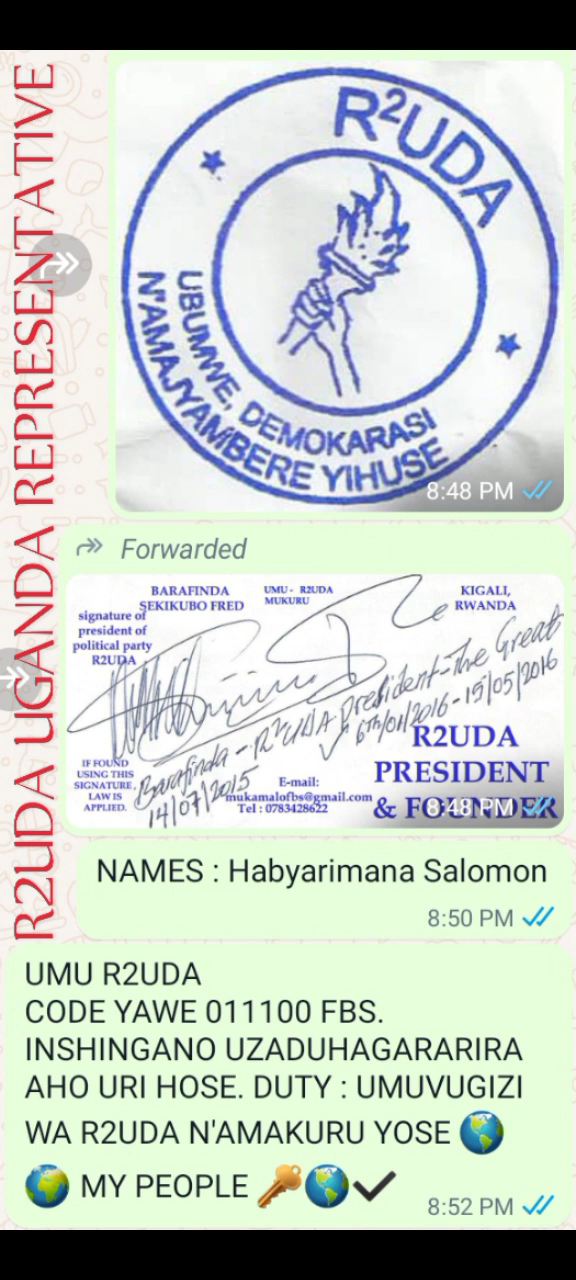 R2UDA UGANDA REPRESENTATIVE
R²UDA
UBUMWE, DEMOKARASI
N'AMAJYAMBERE YIHUSE
8:48 PM
Forwarded
BARAFINDA
SEKIKUBO FRED
UMU - R2UDA
MUKURU
KIGALI,
RWANDA
signature of
president of
political party
R2UDA
Barafinda - R²UDA President-The Great
14/07/2015
6th/01/2016-15/05/2016
IF FOUND
USING THIS
SIGNATURE,
LAW IS
APPLIED.
E-mail:
mukamalofbs@gmail.com
Tel : 0783428622
R2UDA
PRESIDENT
& FOUNDER
8:48 PM
NAMES : Habyarimana Salomon
8:50 PM
UMU R2UDA
CODE YAWE 011100 FBS.
INSHINGANO UZADUHAGARARIRA
AHO URI HOSE. DUTY : UMUVUGIZI
WA R2UDA N'AMAKURU YOSE 🌎
🌍 MY PEOPLE 🔑🌎✔
8:52 PM